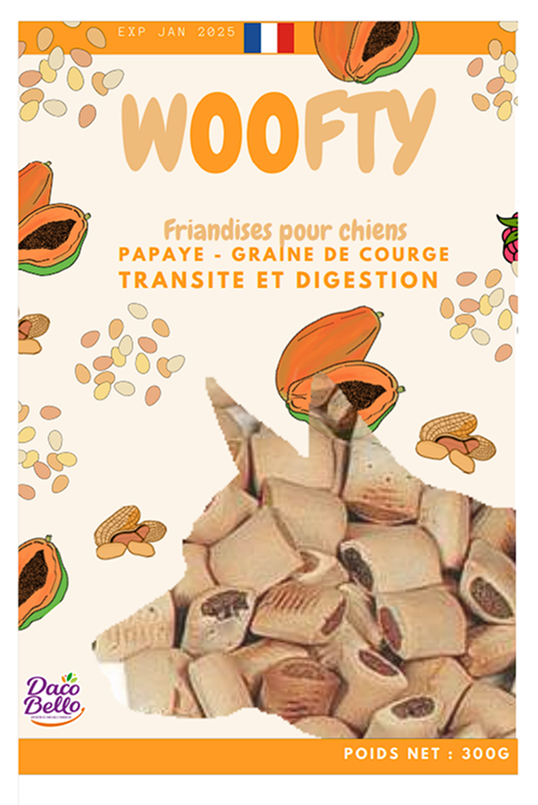 EXP JAN 2025
WOOFTY
Friandises pour chiens
PAPAYE - GRAINE DE COURGE
TRANSITE ET DIGESTION
Daco
Bello
POIDS NET : 300G